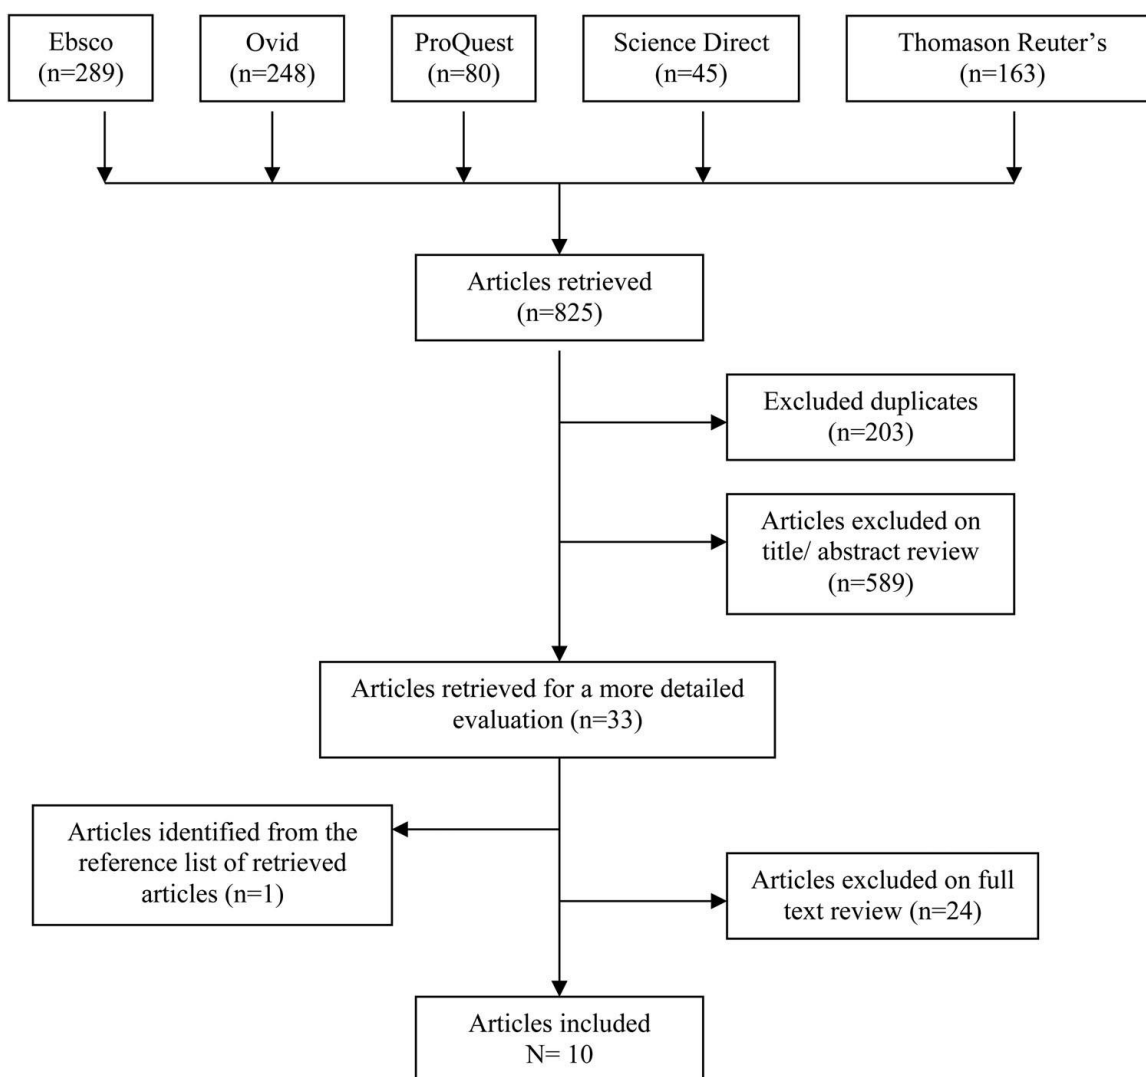 Ebsco
(n=289)
Ovid
(n=248)
ProQuest
(n=80)
Science Direct
(n=45)
Thomason Reuter’s
(n=163)
Articles retrieved
(n=825)
Excluded duplicates
(n=203)
Articles excluded on
title/ abstract review
(n=589)
Articles retrieved for a more detailed
evaluation (n=33)
Articles identified from the
reference list of retrieved
articles (n=1)
Articles excluded on full
text review (n=24)
Articles included
N= 10